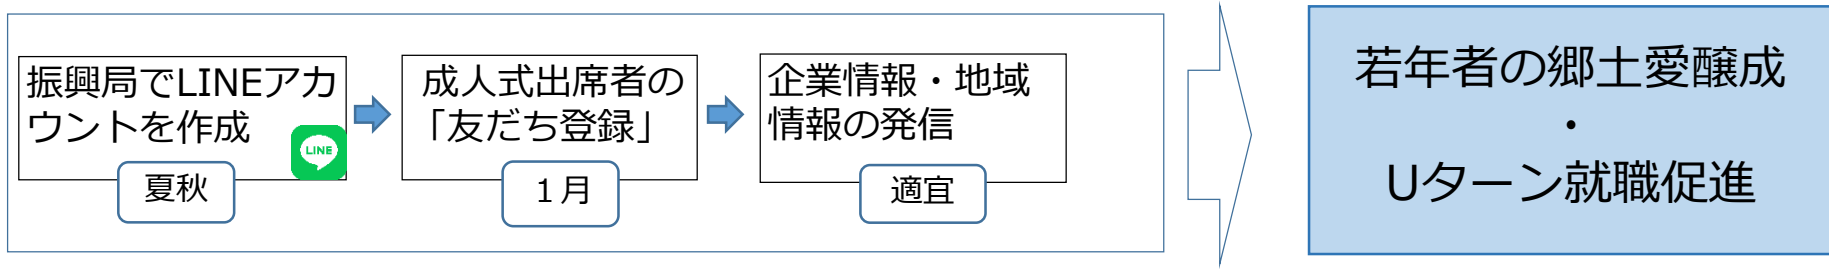 振興局でLINEアカ
ウントを作成
LINE
夏秋
成人式出席者の
「友だち登録」
１月
企業情報・地域
情報の発信
適宜
若年者の郷土愛醸成
・
Uターン就職促進